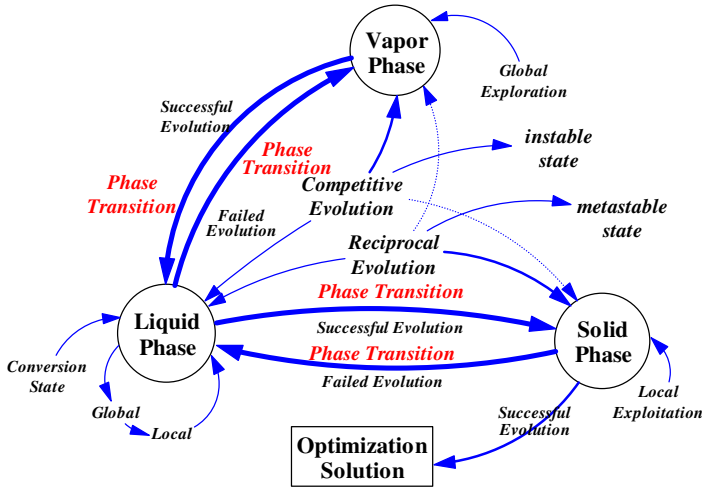 Vapor
Phase
Global
Exploration
Successful
Evolution
Phase
Transition
Phase
Transition
instable
state
Competitive
Evolution
Failed
Evolution
metastable
state
Reciprocal
Evolution
Phase Transition
Liquid
Phase
Successful Evolution
Solid
Phase
Phase Transition
Failed Evolution
Conversion
State
Global
Local
Local
Exploitation
Successful
Evolution
Optimization
Solution